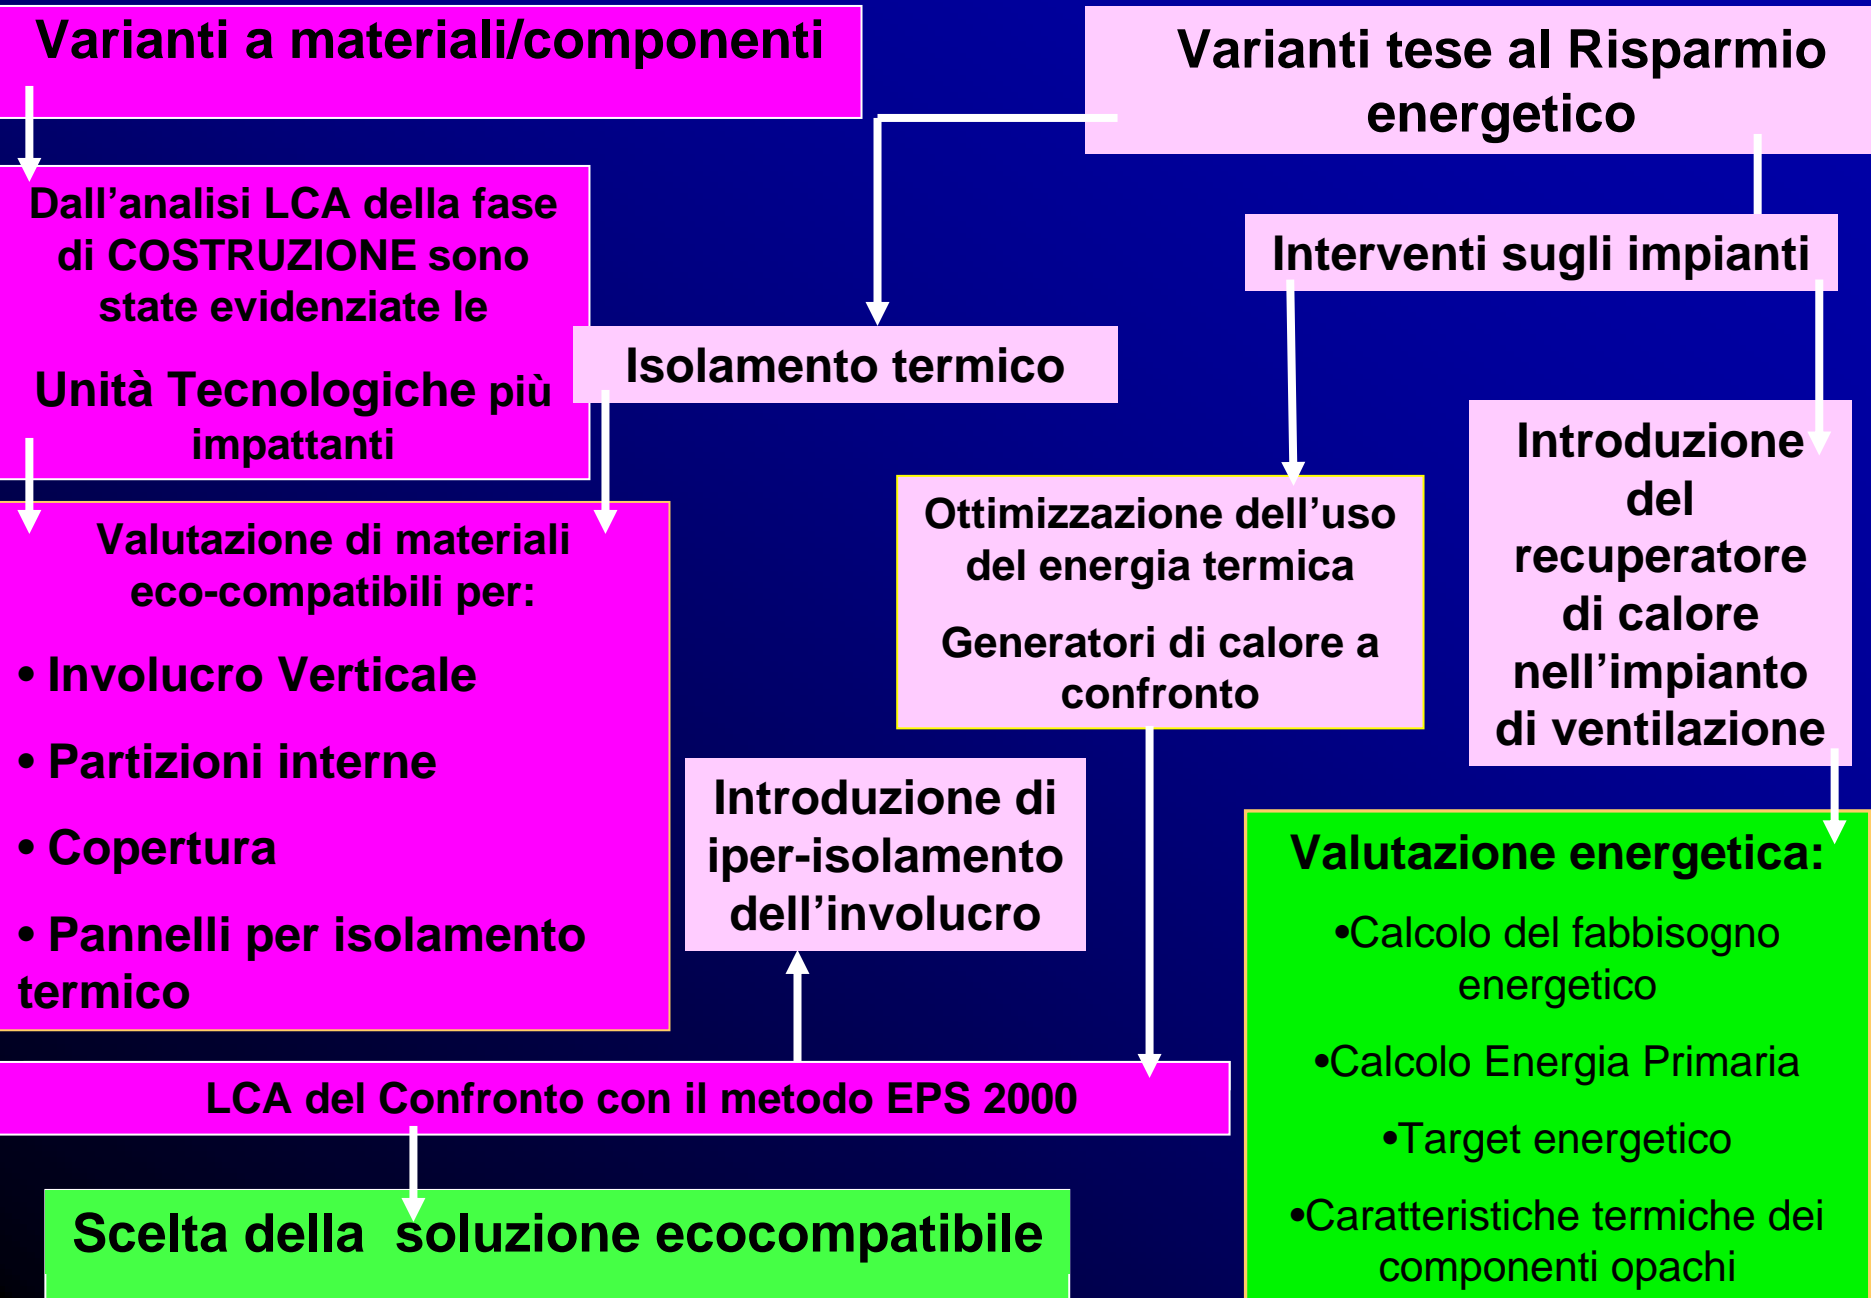 Varianti a materiali/componenti
Varianti tese al Risparmio
energetico
Dall’analisi LCA della fase
di COSTRUZIONE sono
state evidenziate le
Unità Tecnologiche più
impattanti
Interventi sugli impianti
Isolamento termico
Introduzione
del
recuperatore
di calore
nell’impianto
di ventilazione
Ottimizzazione dell’uso
del energia termica
Generatori di calore a
confronto
Valutazione di materiali
eco-compatibili per:
• Involucro Verticale
• Partizioni interne
• Copertura
• Pannelli per isolamento
termico
Introduzione di
iper-isolamento
dell’involucro
Valutazione energetica:
•Calcolo del fabbisogno
energetico
•Calcolo Energia Primaria
•Target energetico
•Caratteristiche termiche dei
componenti opachi
LCA del Confronto con il metodo EPS 2000
Scelta della  soluzione ecocompatibile